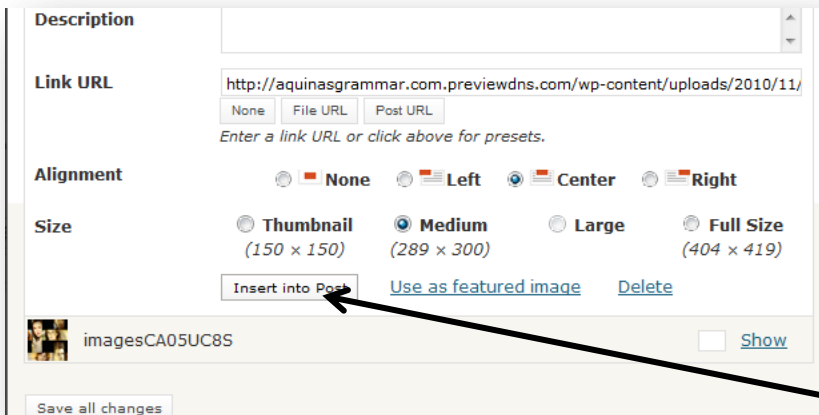 Description
Link URL
http://aquinasgrammar.com.previewdns.com/wp-content/uploads/2010/11/
None File URL Post URL
Enter a link URL or click above for presets.
Alignment
None Left Center Right
Size
Thumbnail Medium Large Full Size
(150 × 150) (289 × 300) (404 × 419)
Insert into Post Use as featured image Delete
imagesCA05UC8S Show
Save all changes